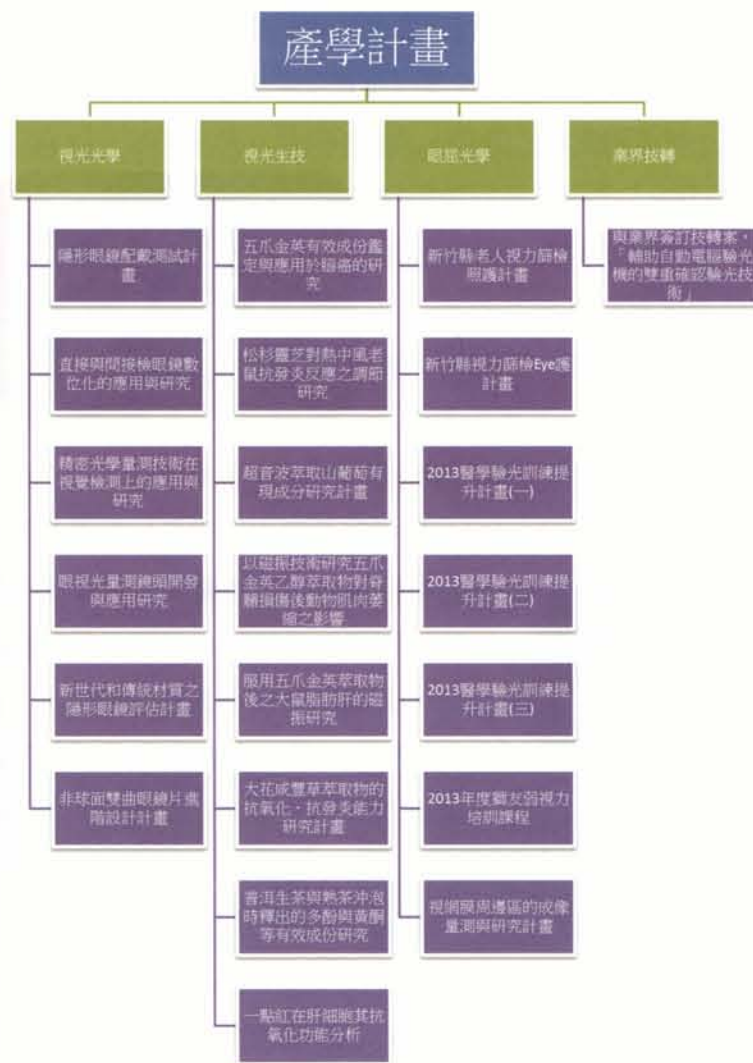 產學計畫
視光光學
隱形眼鏡配戴測試計
畫
直接與間接檢眼鏡數
位化的應用與研究
精密光學量測技術在
視覺檢測上的應用與
研究
眼視光量測鏡頭開發
與應用研究
新世代和傳統材質之
隱形眼鏡評估計畫
非球面雙曲眼鏡片進
階設計計畫
視光生技
五爪金英有效成份鑑
定與應用於腦癌的研
究
松杉靈芝對熱中風老
鼠抗發炎反應之調節
研究
超音波萃取山葡萄有
現成分研究計畫
以磁振技術研究五爪
金英乙醇萃取物對脊
髓損傷後動物肌肉萎
縮之影響
服用五爪金英萃取物
後之大鼠脂肪肝的磁
振研究
大花咸豐草萃取物的
抗氧化、抗發炎能力
研究計畫
普洱生茶與熟茶沖泡
時釋出的多酚與黃酮
等有效成份研究
一點紅在肝細胞其抗
氧化功能分析
眼屈光學
新竹縣老人視力篩檢
照護計畫
新竹縣視力篩檢Eye護
計畫
2013醫學驗光訓練提
升計畫(一)
2013醫學驗光訓練提
升計畫(二)
2013醫學驗光訓練提
升計畫(三)
2013年度獅友弱視力
培訓課程
視網膜周邊區的成像
量測與研究計畫
業界技轉
與業界簽訂技轉案,
「輔助自動電腦驗光
機的雙重確認驗光技
術」